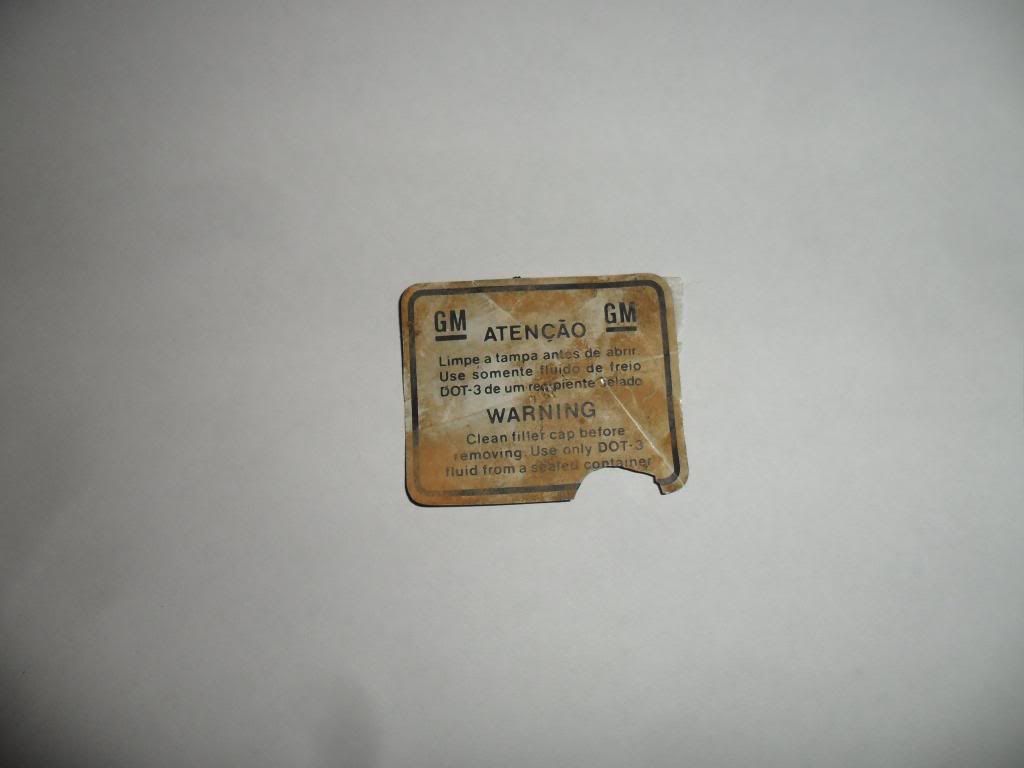 GM GM
ATENÇÃO
Limpe a tampa antes de abrir.
Use somente fluido de freio
DOT-3 de um recipiente selado
WARNING
Clean filler cap before
removing. Use only DOT-3
fluid from a sealed container